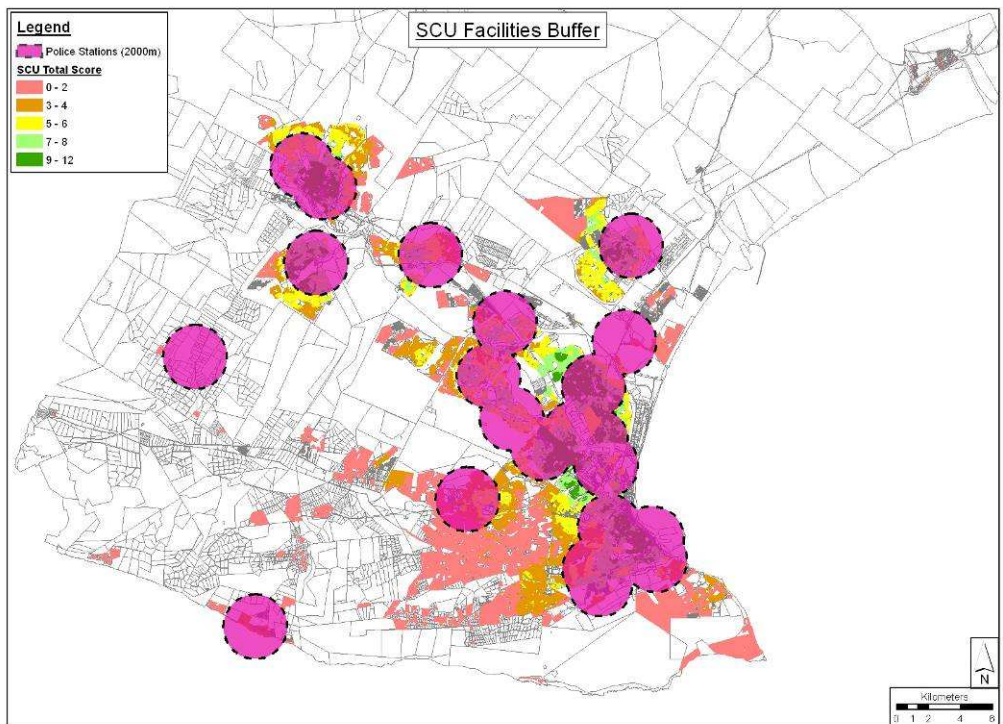 SCU Facilities Buffer
Legend
Police Stations (2000m)
SCU Total Score
0 - 2
3 - 4
5 - 6
7 - 8
9 - 12
N
Kilometers
0 1 2 4 6